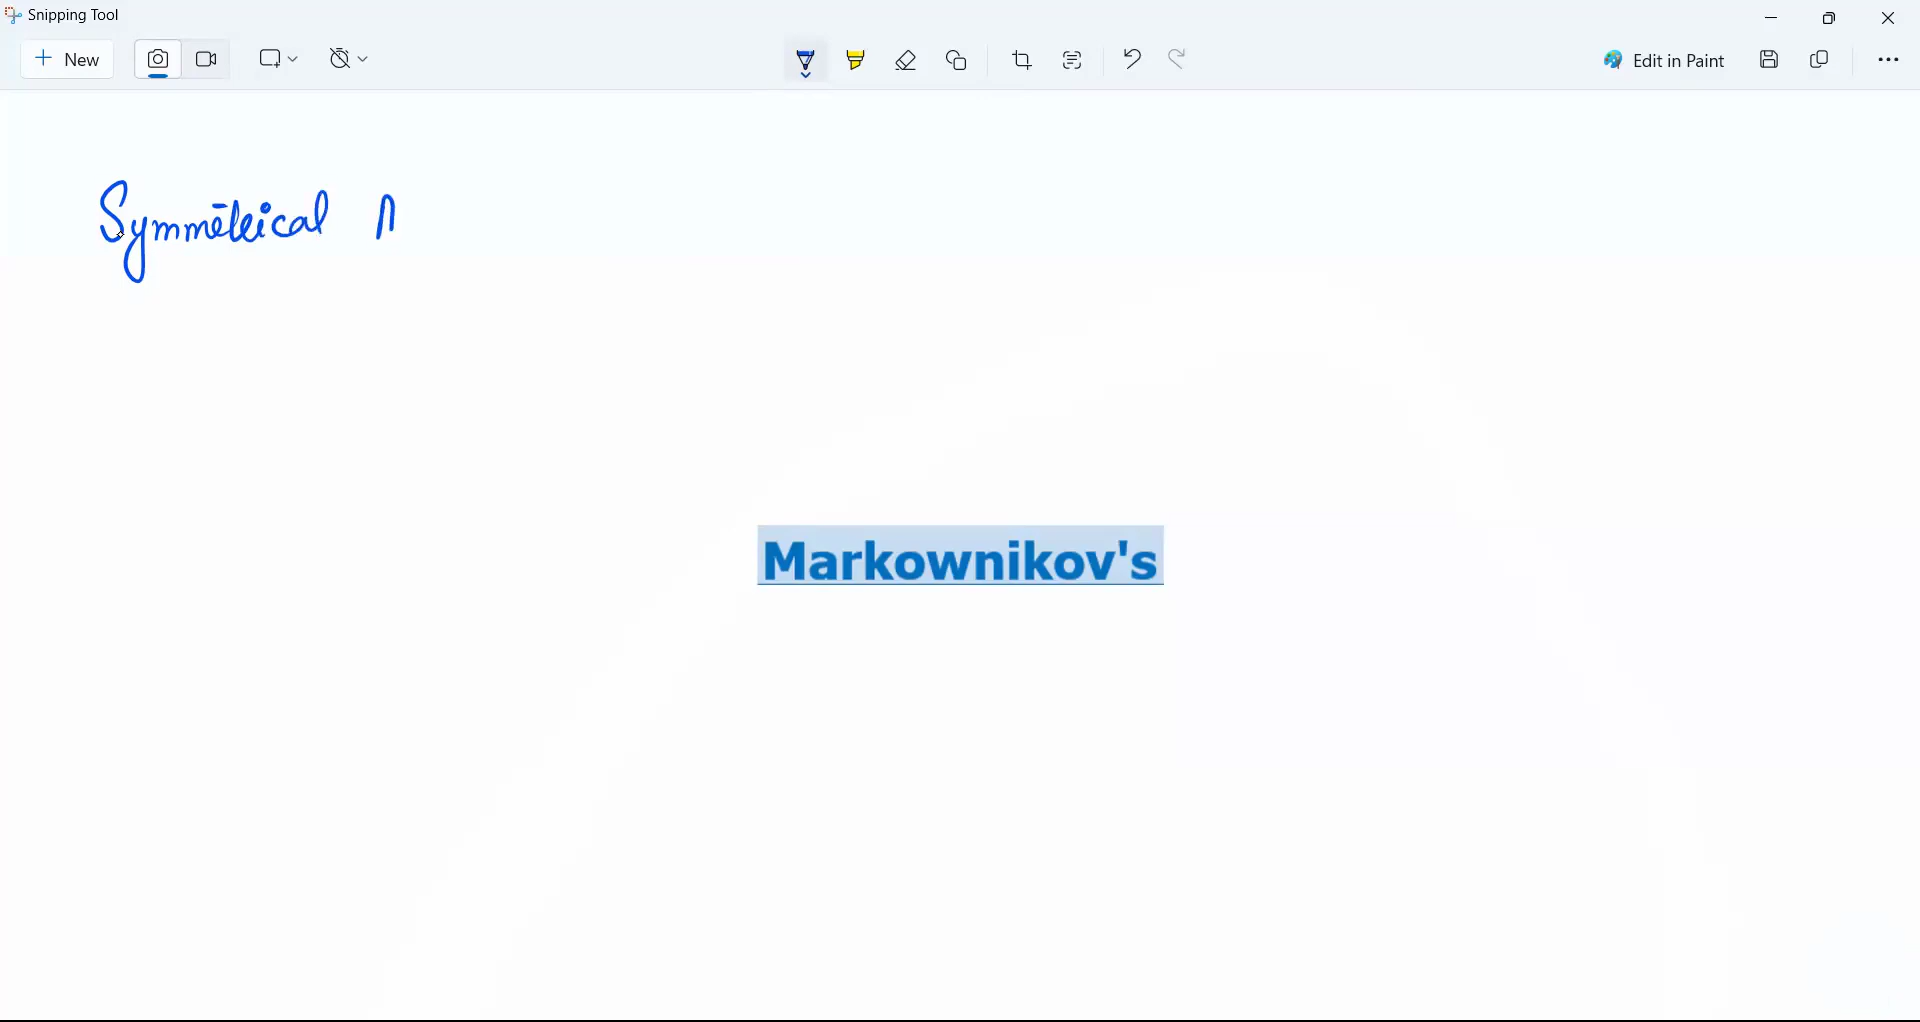 Snipping Tool
New
Edit in Paint
Symmetrical
Markownikov's